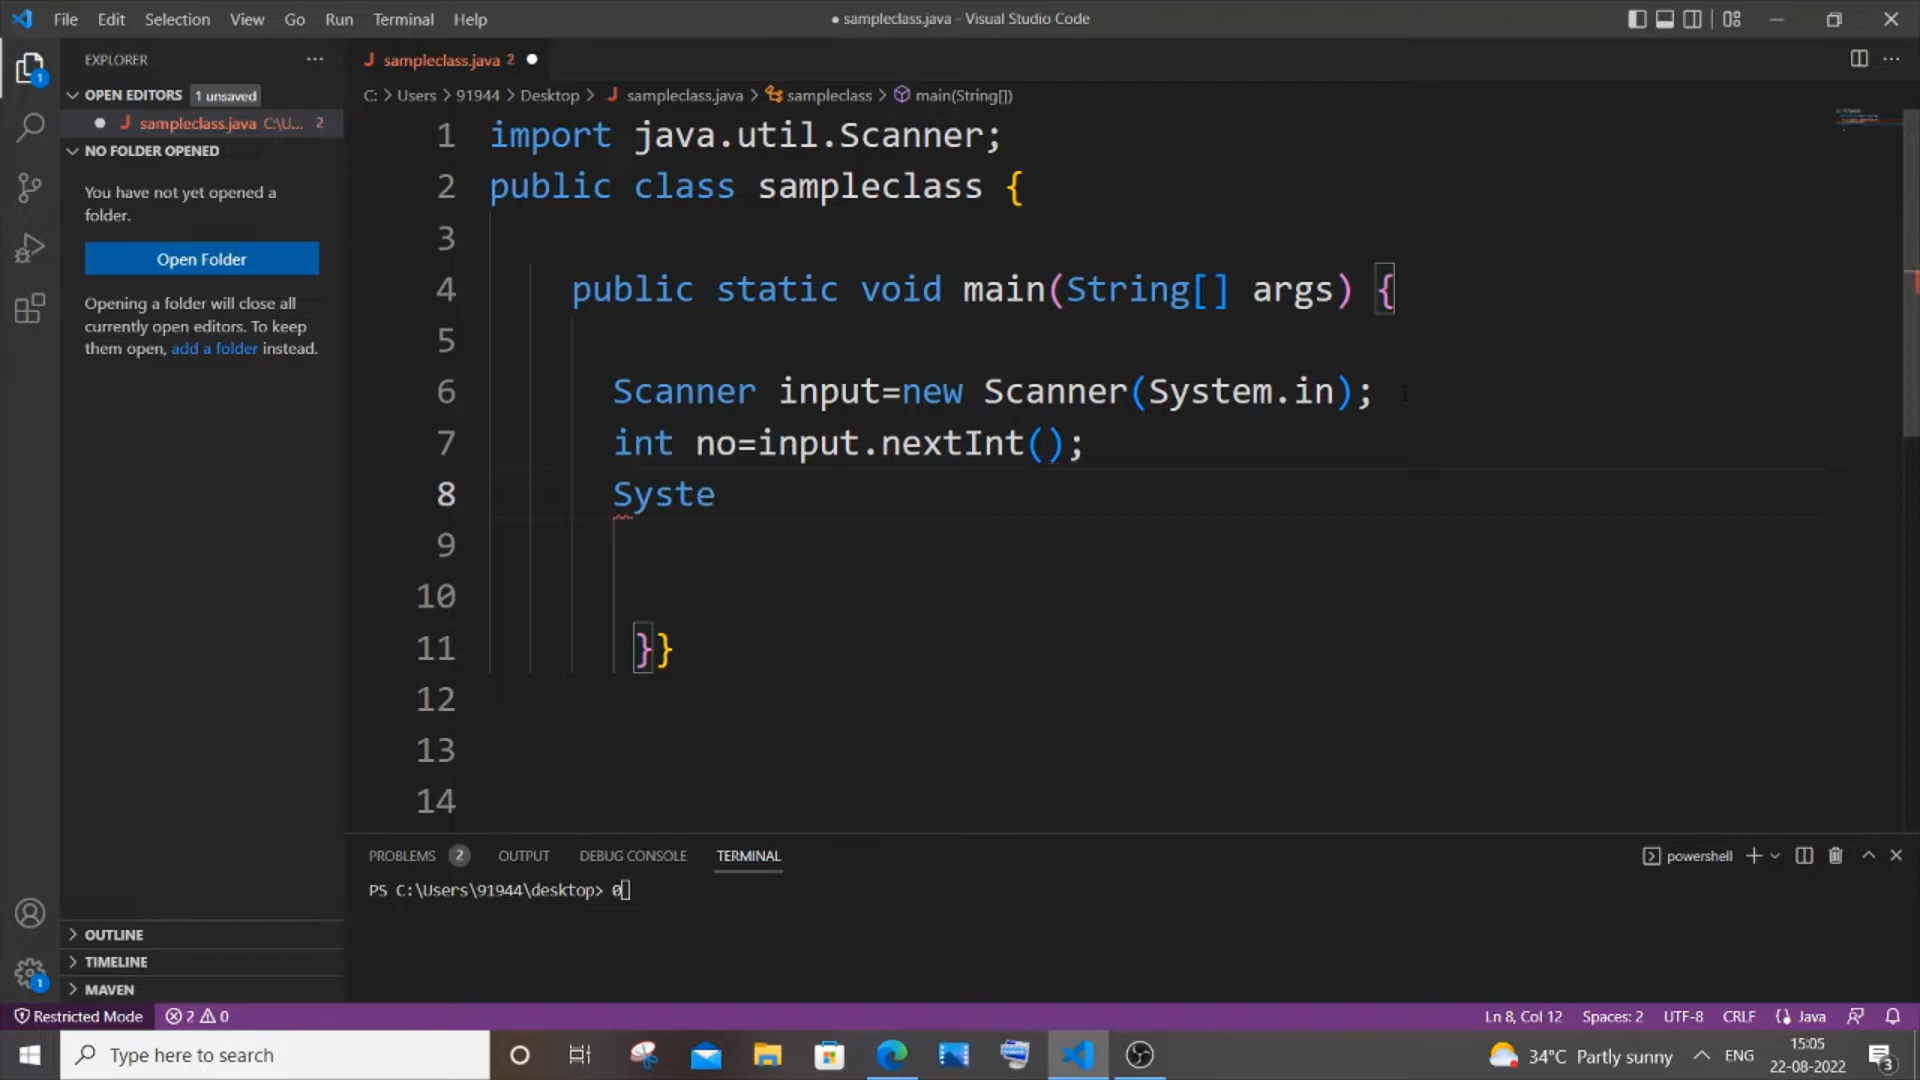 File Edit Selection View Go Run Terminal Help
● sampleclass.java - Visual Studio Code
EXPLORER
OPEN EDITORS 1 unsaved
sampleclass.java C:\U... 2
NO FOLDER OPENED
You have not yet opened a
folder.
Open Folder
Opening a folder will close all
currently open editors. To keep
them open, add a folder instead.
OUTLINE
TIMELINE
MAVEN
sampleclass.java 2
C: > Users > 91944 > Desktop > sampleclass.java > sampleclass > main(String[])
1 import java.util.Scanner;
2 public class sampleclass {
3
4 public static void main(String[] args) {
5
6 Scanner input=new Scanner(System.in);
7 int no=input.nextInt();
8 Syste
9
10
11 }}
12
13
14
PROBLEMS 2 OUTPUT DEBUG CONSOLE TERMINAL
powershell
PS C:\Users\91944\desktop> 0
Restricted Mode 2 0
Ln 8, Col 12 Spaces: 2 UTF-8 CRLF Java
Type here to search
34°C Partly sunny ENG
15:05
22-08-2022
3
1
1